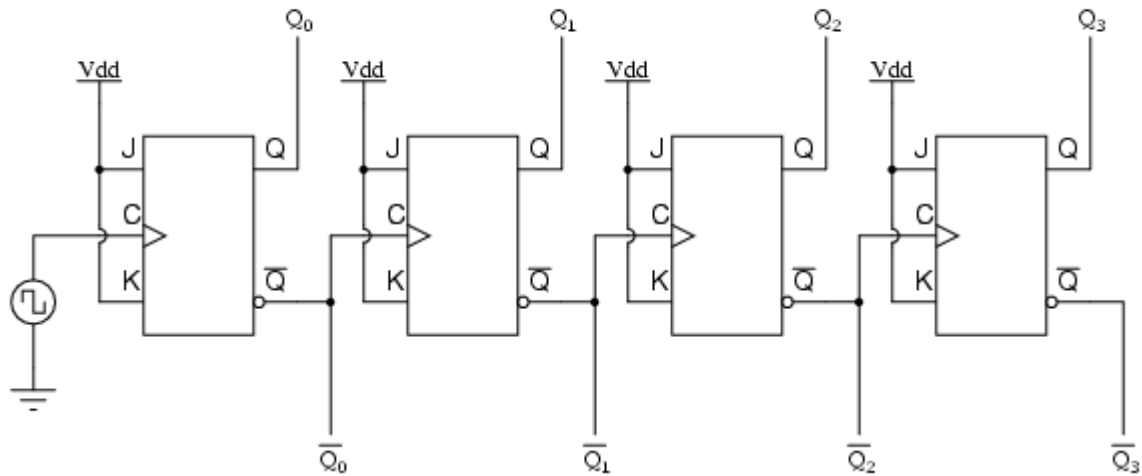 Q₀ Q₁ Q₂ Q₃
Vdd Vdd Vdd Vdd
J Q J Q J Q J Q
C C C C
K Q̅ K Q̅ K Q̅ K Q̅
Q̅₀ Q̅₁ Q̅₂ Q̅₃